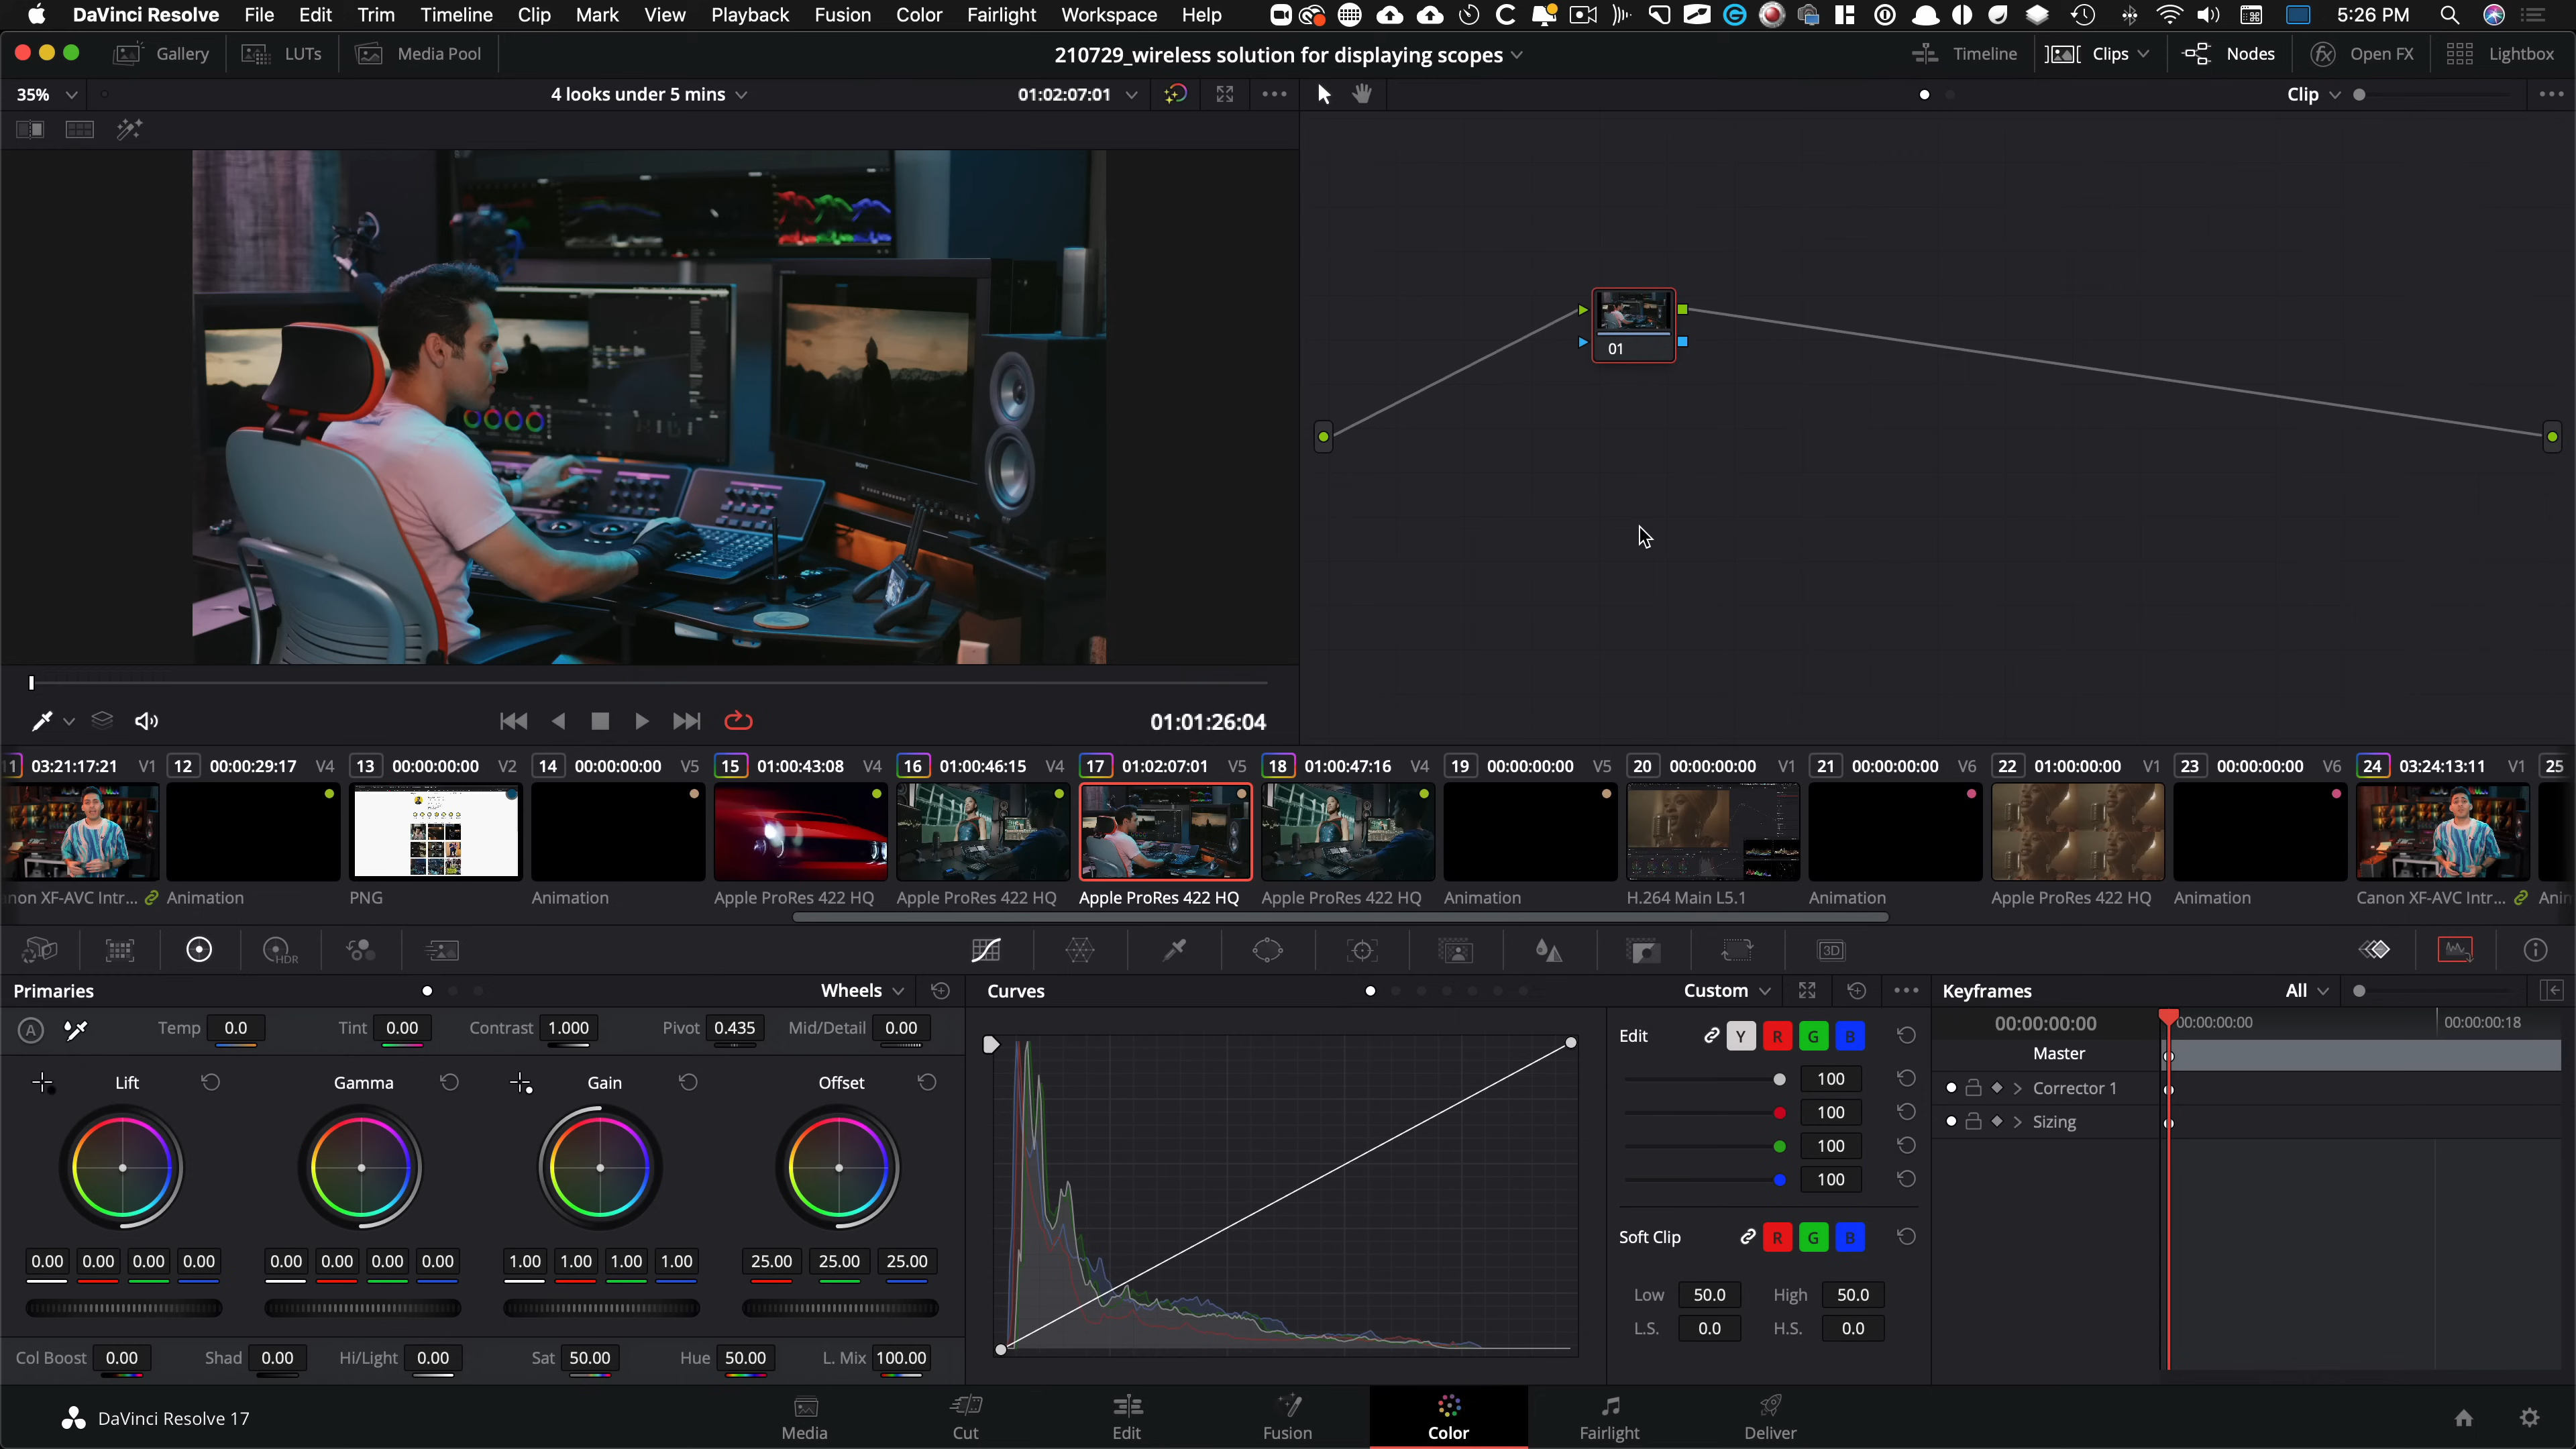 DaVinci Resolve File Edit Trim Timeline Clip Mark View Playback Fusion Color Fairlight Workspace Help 5:26 PM
Gallery LUTs Media Pool 210729_wireless solution for displaying scopes Timeline Clips Nodes Open FX Lightbox
35% 4 looks under 5 mins 01:02:07:01 Clip
01
01:01:26:04
11 03:21:17:21 V1 12 00:00:29:17 V4 13 00:00:00:00 V2 14 00:00:00:00 V5 15 01:00:43:08 V4 16 01:00:46:15 V4 17 01:02:07:01 V5 18 01:00:47:16 V4 19 00:00:00:00 V5 20 00:00:00:00 V1 21 00:00:00:00 V6 22 01:00:00:00 V1 23 00:00:00:00 V6 24 03:24:13:11 V1 25
non XF-AVC Intr... Animation PNG Animation Apple ProRes 422 HQ Apple ProRes 422 HQ Apple ProRes 422 HQ Apple ProRes 422 HQ Animation H.264 Main L5.1 Animation Apple ProRes 422 HQ Animation Canon XF-AVC Intr... Anin
HDR 3D
Primaries Wheels Curves Custom Keyframes All
A Temp 0.0 Tint 0.00 Contrast 1.000 Pivot 0.435 Mid/Detail 0.00
Edit Y R G B
00:00:00:00 00:00:00:00 00:00:00:18
Master
Lift Gamma Gain Offset
100
Corrector 1
100
Sizing
100
100
0.00 0.00 0.00 0.00 0.00 0.00 0.00 0.00 1.00 1.00 1.00 1.00 25.00 25.00 25.00
Soft Clip R G B
Low 50.0 High 50.0
L.S. 0.0 H.S. 0.0
Col Boost 0.00 Shad 0.00 Hi/Light 0.00 Sat 50.00 Hue 50.00 L. Mix 100.00
DaVinci Resolve 17 Media Cut Edit Fusion Color Fairlight Deliver